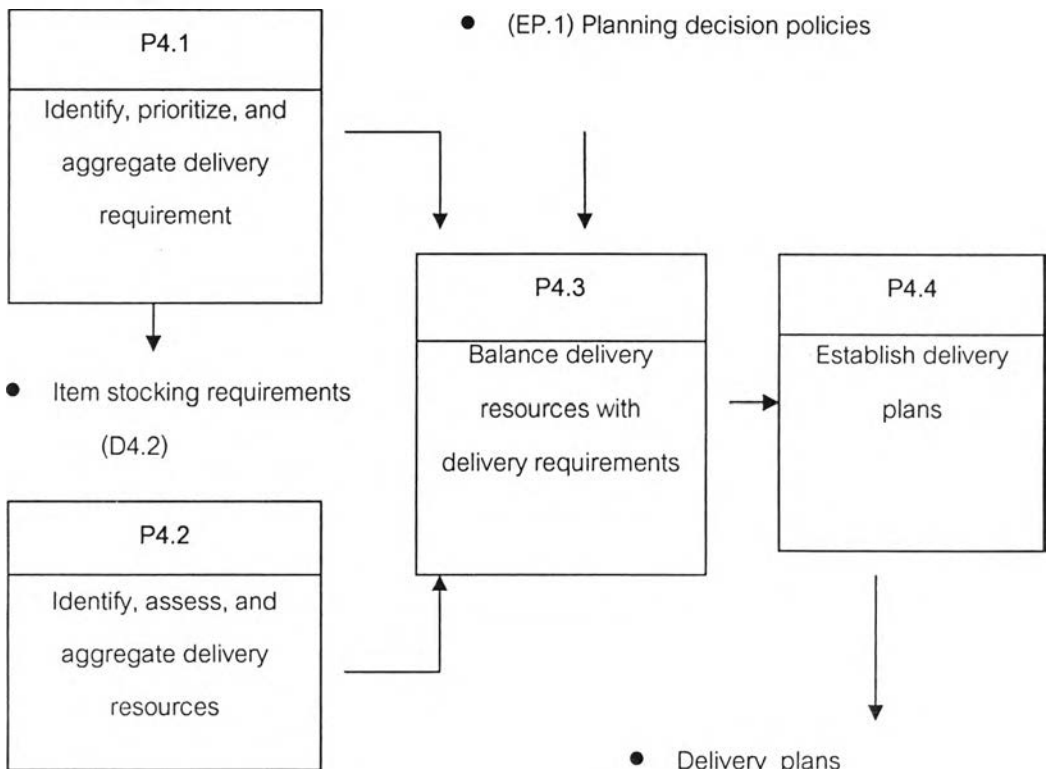 P4.1
Identify, prioritize, and
aggregate delivery
requirement
● (EP.1) Planning decision policies
● Item stocking requirements
(D4.2)
P4.2
Identify, assess, and
aggregate delivery
resources
P4.3
Balance delivery
resources with
delivery requirements
P4.4
Establish delivery
plans
● Delivery plans